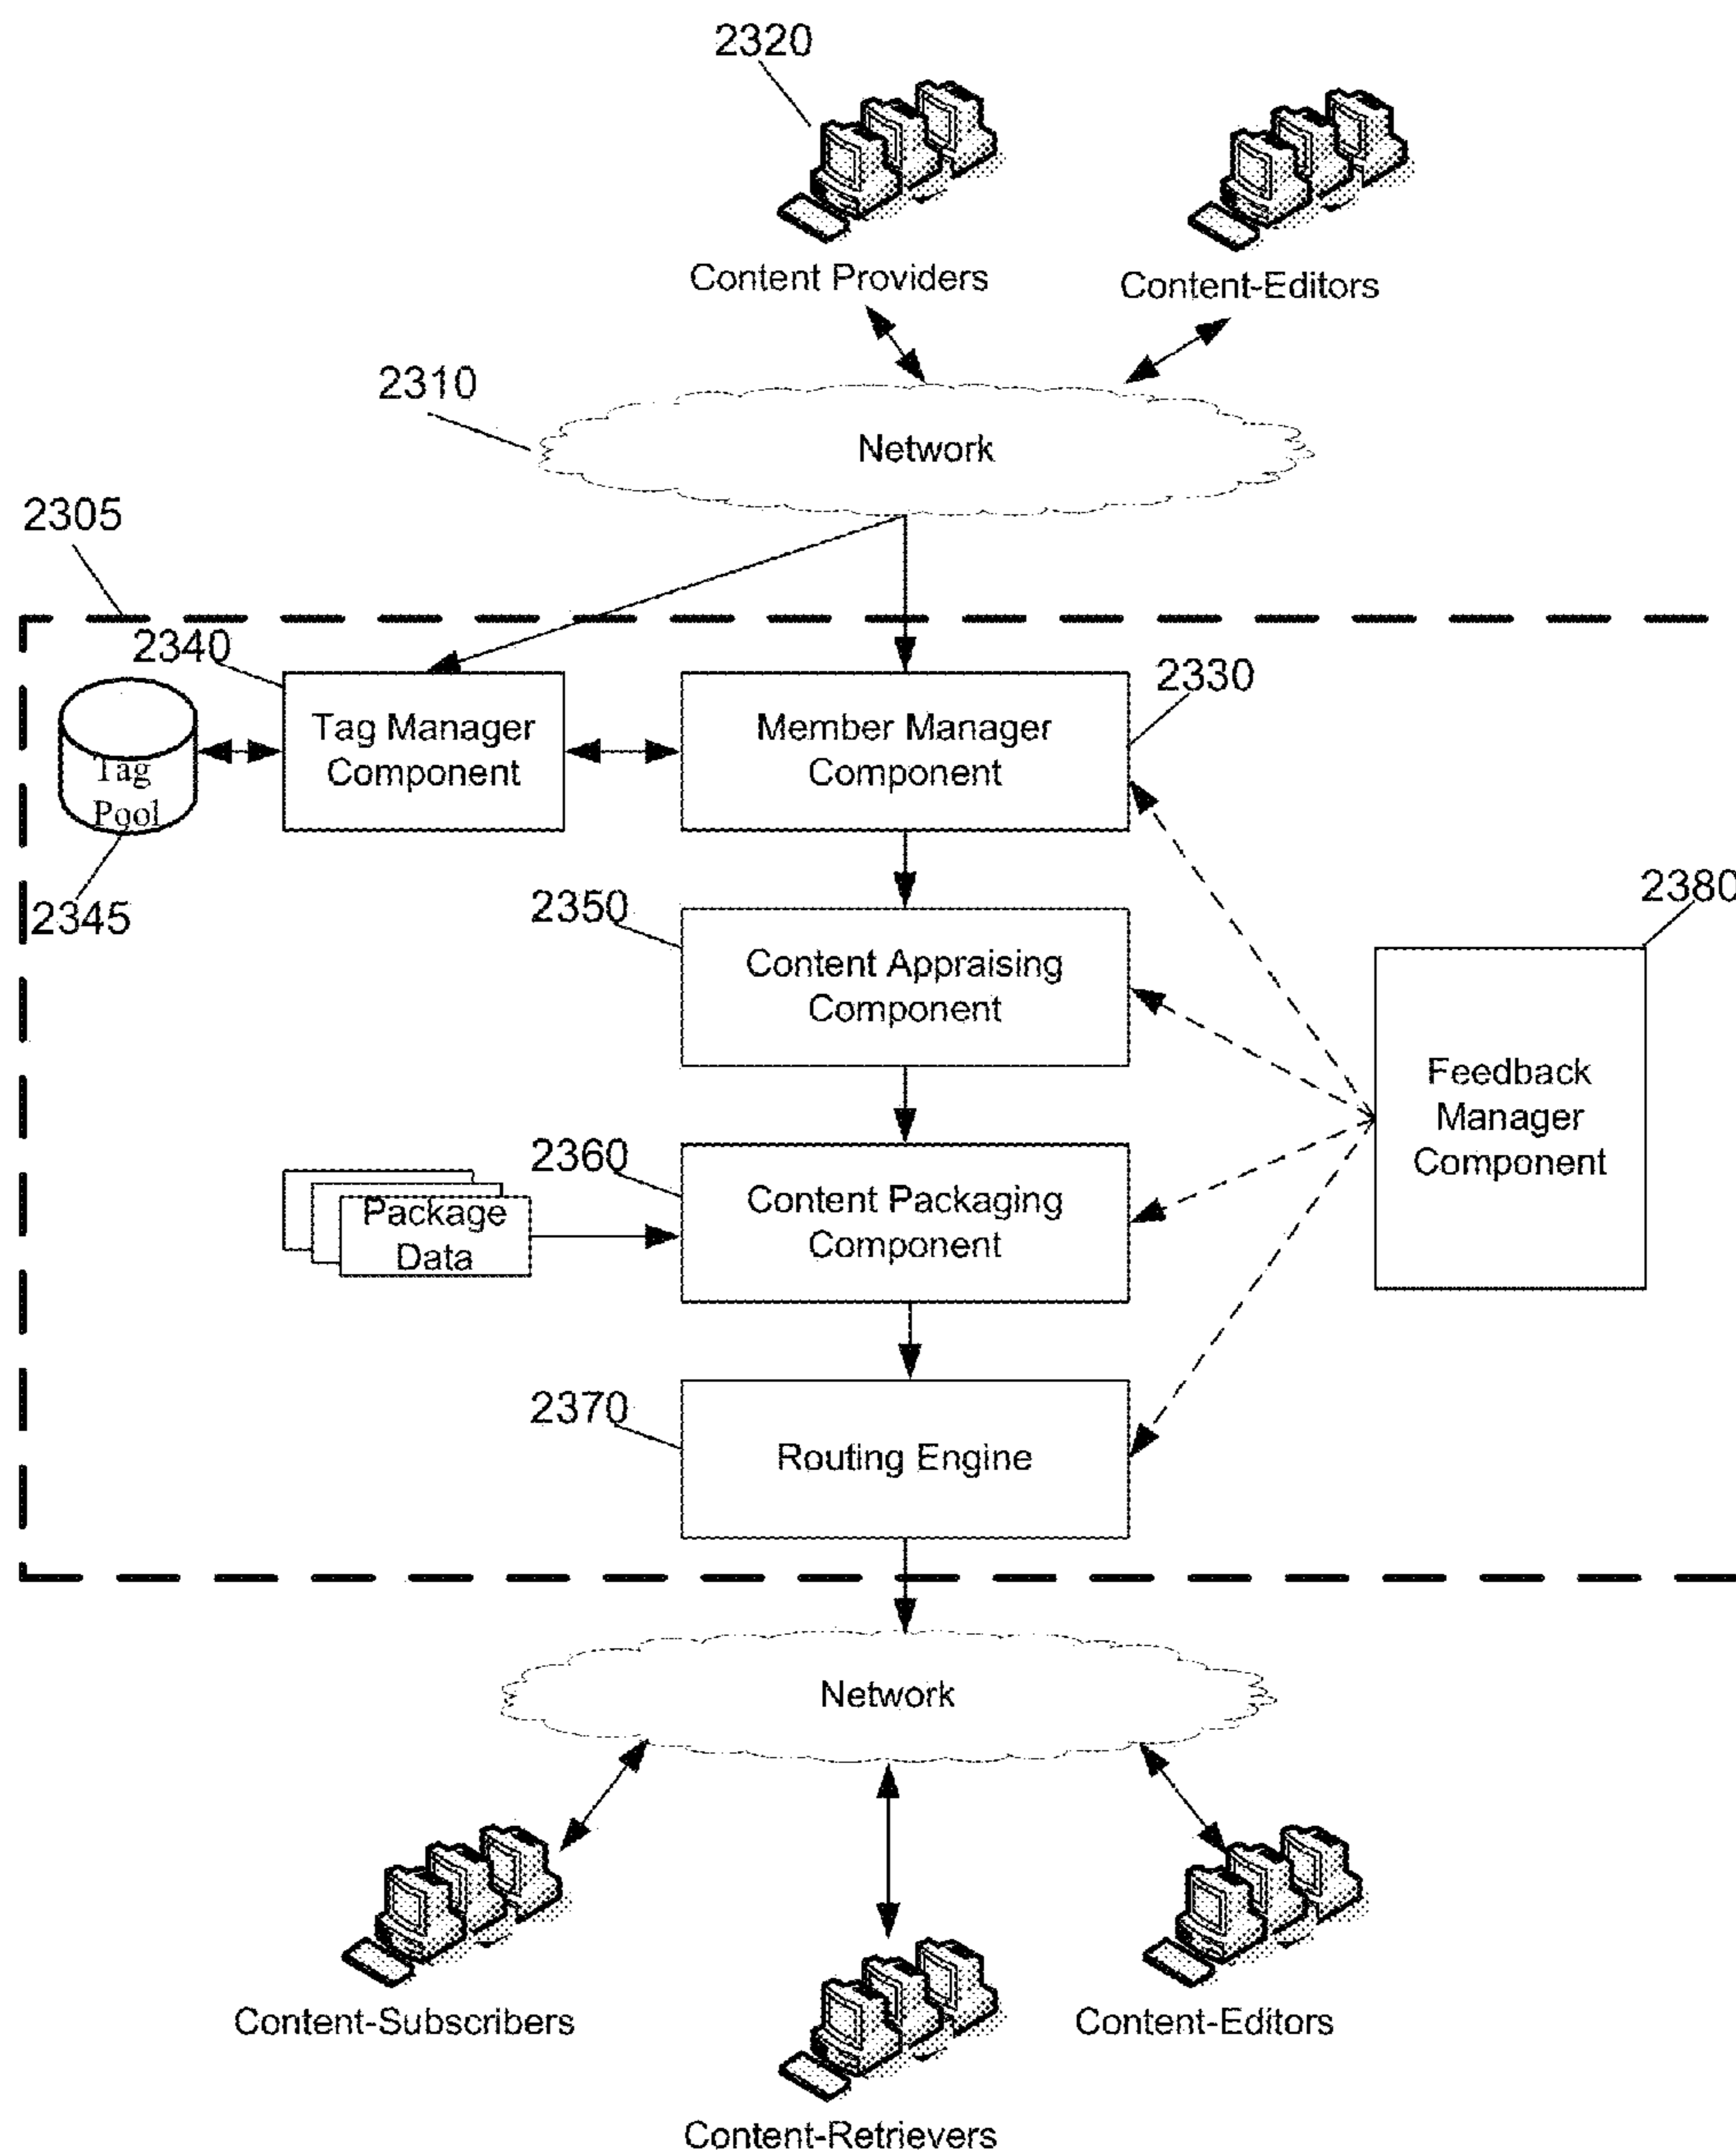 2320
Content Providers
Content-Editors
2310
Network
2305
2340
2330
Tag Manager
Component
Member Manager
Component
Tag
Pool
2345
2350
2380
Content Appraising
Component
Feedback
Manager
Component
2360
Package
Data
Content Packaging
Component
2370
Routing Engine
Network
Content-Subscribers
Content-Editors
Content-Retrievers